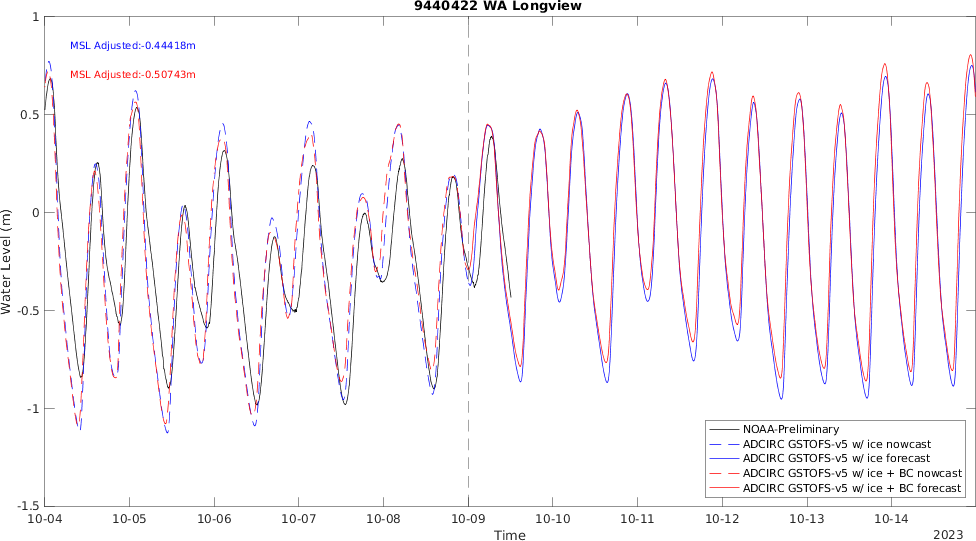 9440422 WA Longview
MSL Adjusted:-0.44418m
MSL Adjusted:-0.50743m
Water Level (m)
1
0.5
0
-0.5
-1
-1.5
NOAA-Preliminary
ADCIRC GSTOFS-v5 w/ ice nowcast
ADCIRC GSTOFS-v5 w/ ice forecast
ADCIRC GSTOFS-v5 w/ ice + BC nowcast
ADCIRC GSTOFS-v5 w/ ice + BC forecast
10-04 10-05 10-06 10-07 10-08 10-09 10-10 10-11 10-12 10-13 10-14
Time
2023